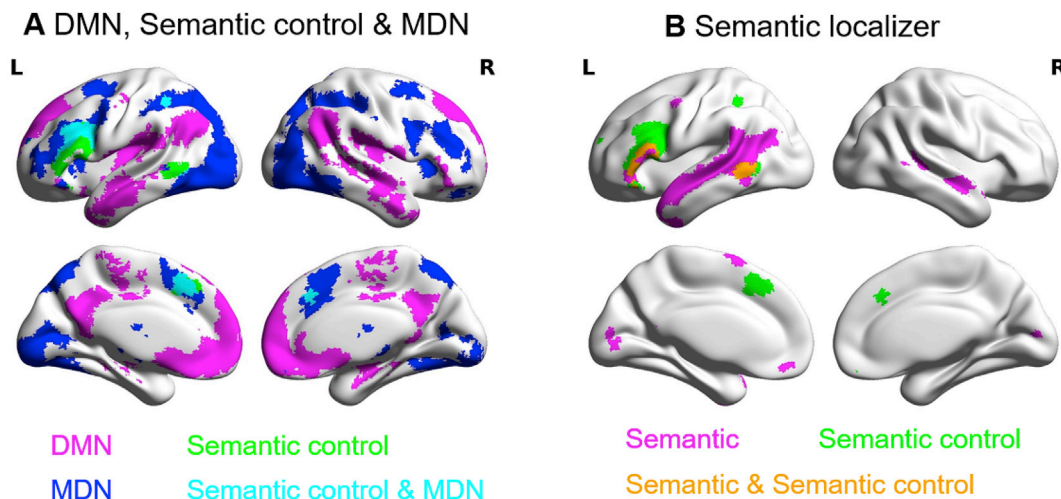 A DMN, Semantic control & MDN
L
R
DMN
Semantic control
MDN
Semantic control & MDN
B Semantic localizer
L
R
Semantic
Semantic control
Semantic & Semantic control